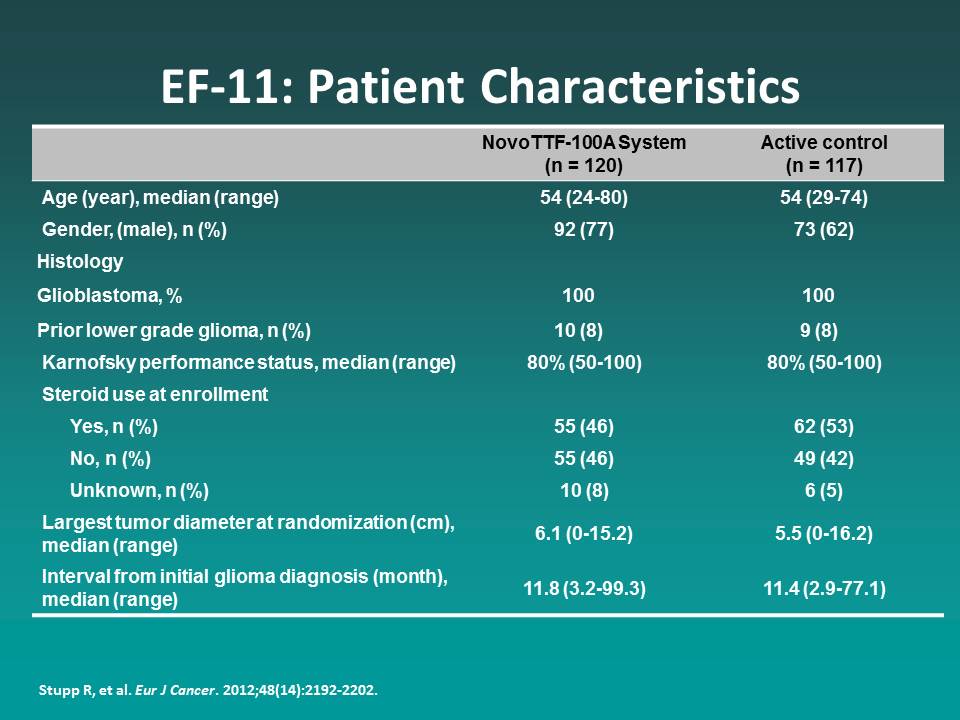 EF-11: Patient Characteristics
NovoTTF-100A System Active control
(n = 120) (n = 117)
Age (year), median (range) 54 (24-80) 54 (29-74)
Gender, (male), n (%) 92 (77) 73 (62)
Histology
Glioblastoma, % 100 100
Prior lower grade glioma, n (%) 10 (8) 9 (8)
Karnofsky performance status, median (range) 80% (50-100) 80% (50-100)
Steroid use at enrollment
Yes, n (%) 55 (46) 62 (53)
No, n (%) 55 (46) 49 (42)
Unknown, n (%) 10 (8) 6 (5)
Largest tumor diameter at randomization (cm),
median (range) 6.1 (0-15.2) 5.5 (0-16.2)
Interval from initial glioma diagnosis (month),
median (range) 11.8 (3.2-99.3) 11.4 (2.9-77.1)
Stupp R, et al. Eur J Cancer. 2012;48(14):2192-2202.